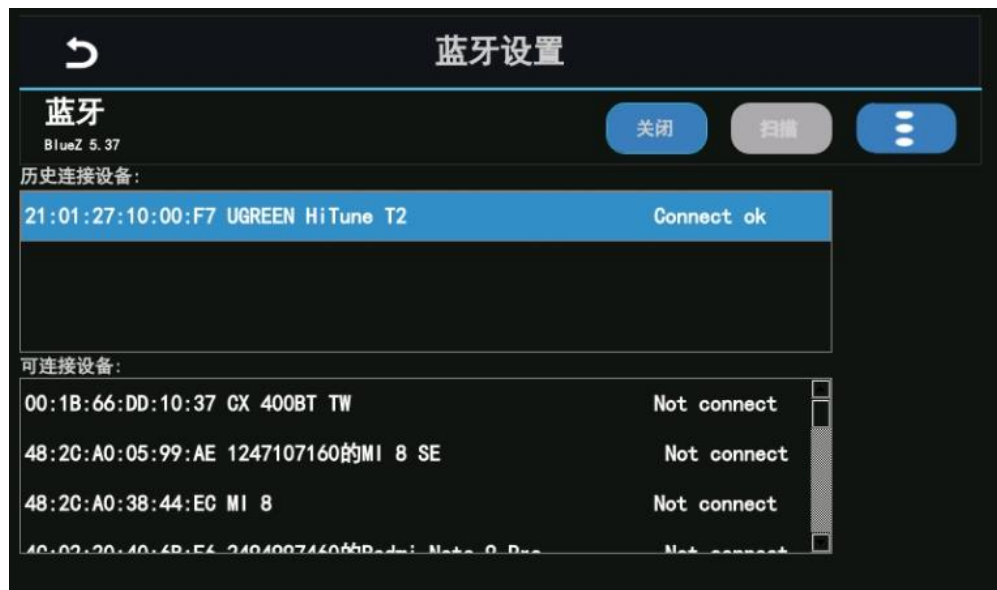 蓝牙设置
蓝牙
BlueZ 5.37
关闭
扫描
历史连接设备:
21:01:27:10:00:F7 UGREEN HiTune T2 Connect ok
可连接设备:
00:1B:66:DD:10:37 CX 400BT TW Not connect
48:2C:A0:05:99:AE 1247107160的MI 8 SE Not connect
48:2C:A0:38:44:EC MI 8 Not connect
Not connect